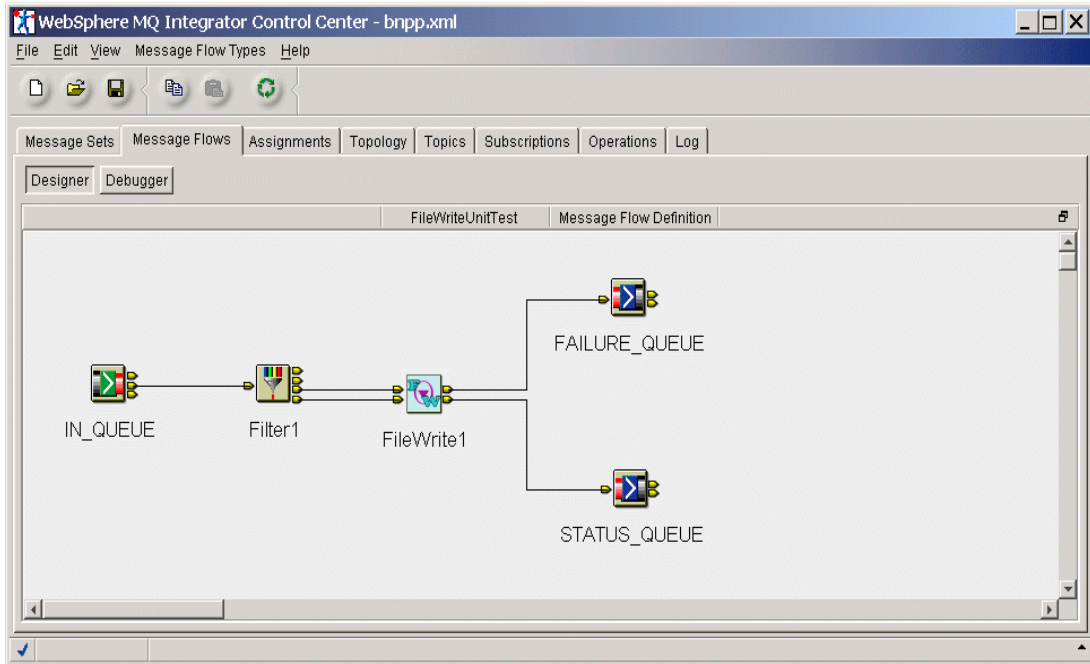 WebSphere MQ Integrator Control Center - bnpp.xml
File Edit View Message Flow Types Help
Message Sets Message Flows Assignments Topology Topics Subscriptions Operations Log
Designer Debugger
FileWriteUnitTest Message Flow Definition
FAILURE_QUEUE
IN_QUEUE Filter1 FileWrite1
STATUS_QUEUE